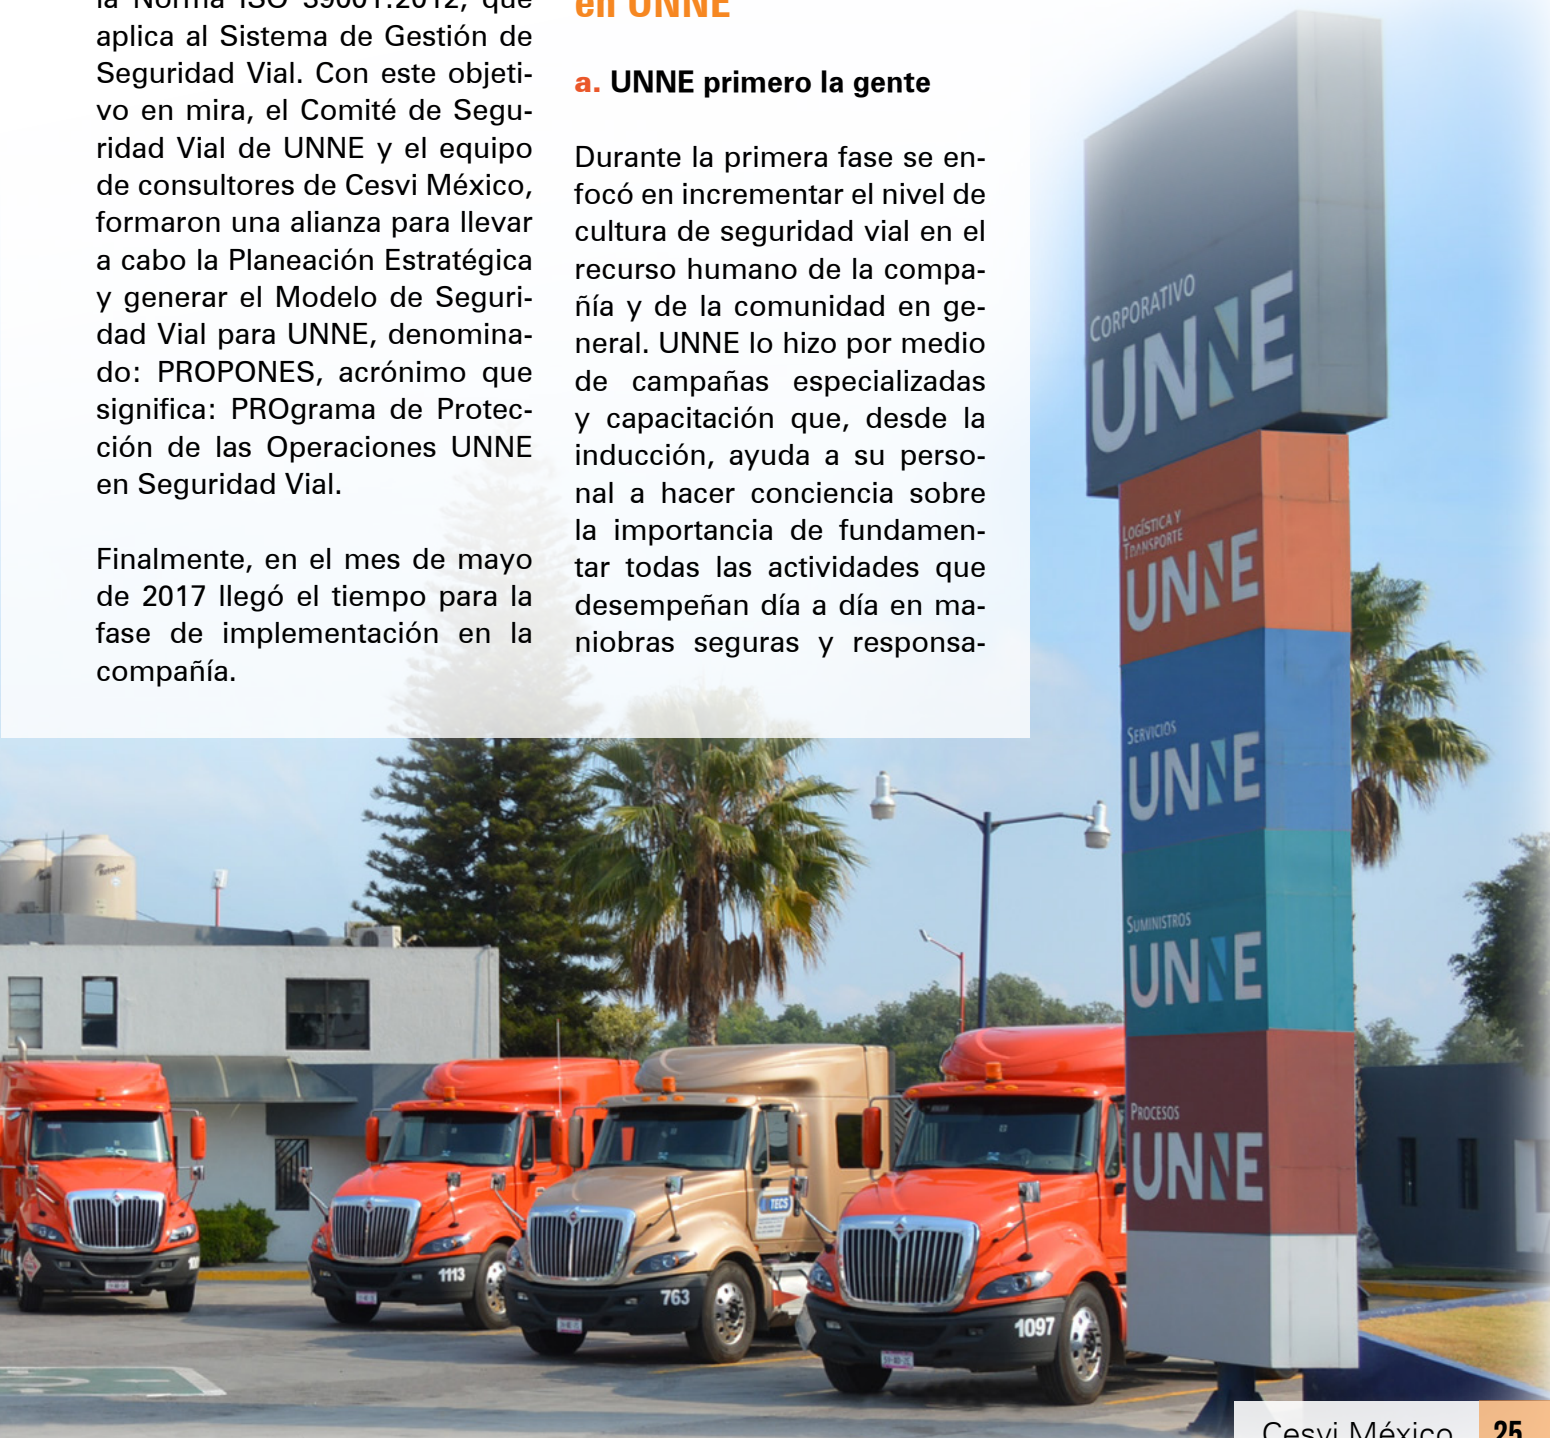 la Norma ISO 39001:2012, que
aplica al Sistema de Gestión de
Seguridad Vial. Con este objeti-
vo en mira, el Comité de Segu-
ridad Vial de UNNE y el equipo
de consultores de Cesvi México,
formaron una alianza para llevar
a cabo la Planeación Estratégica
y generar el Modelo de Seguri-
dad Vial para UNNE, denomina-
do: PROPONES, acrónimo que
significa: PROgrama de Protec-
ción de las Operaciones UNNE
en Seguridad Vial.
Finalmente, en el mes de mayo
de 2017 llegó el tiempo para la
fase de implementación en la
compañía.
en UNNE
a. UNNE primero la gente
Durante la primera fase se en-
focó en incrementar el nivel de
cultura de seguridad vial en el
recurso humano de la compa-
ñía y de la comunidad en ge-
neral. UNNE lo hizo por medio
de campañas especializadas
y capacitación que, desde la
inducción, ayuda a su perso-
nal a hacer conciencia sobre
la importancia de fundamen-
tar todas las actividades que
desempeñan día a día en ma-
niobras seguras y responsa-
CORPORATIVO
UNNE
LOGÍSTICA Y
TRANSPORTE
UNNE
SERVICIOS
UNNE
SUMINISTROS
UNNE
PROCESOS
UNNE
TECS
1113
763
1097
Cesvi México 25